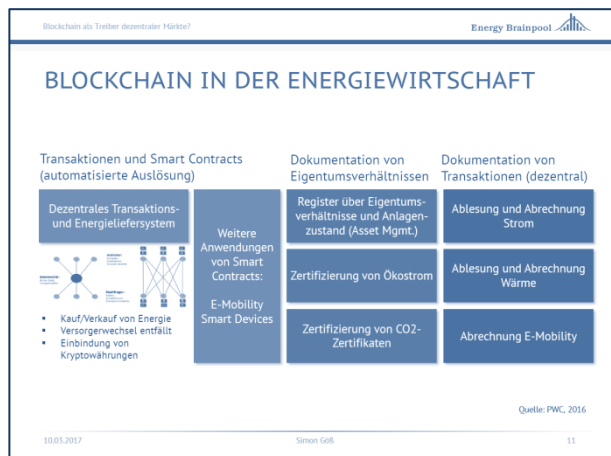 Blockchain als Treiber dezentraler Märkte?
Energy Brainpool
BLOCKCHAIN IN DER ENERGIEWIRTSCHAFT
Transaktionen und Smart Contracts
(automatisierte Auslösung)
Dezentrales Transaktions-
und Energieliefersystem
▪ Kauf/Verkauf von Energie
▪ Versorgerwechsel entfällt
▪ Einbindung von
Kryptowährungen
Weitere
Anwendungen
von Smart
Contracts:
E-Mobility
Smart Devices
Dokumentation von
Eigentumsverhältnissen
Register über Eigentums-
verhältnisse und Anlagen-
zustand (Asset Mgmt.)
Zertifizierung von Ökostrom
Zertifizierung von CO2-
Zertifikaten
Dokumentation von
Transaktionen (dezentral)
Ablesung und Abrechnung
Strom
Ablesung und Abrechnung
Wärme
Abrechnung E-Mobility
Quelle: PWC, 2016
10.03.2017
Simon Göß
11